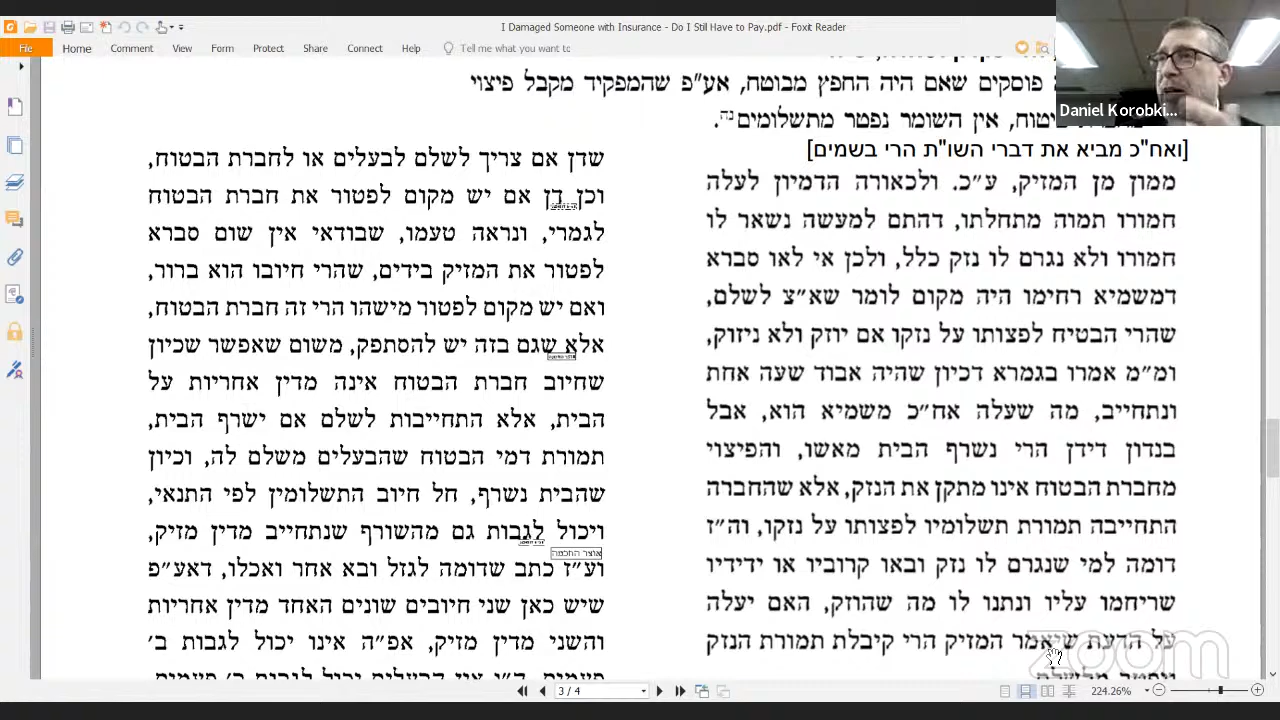 I Damaged Someone with Insurance - Do I Still Have to Pay.pdf - Foxit Reader
File Home Comment View Form Protect Share Connect Help Tell me what you want to
Daniel Korobki...
פוסקים שאם היה החפץ מבוטח, אע"פ שהמפקיד מקבל פיצוי
ביטוח, אין השומר נפטר מתשלומים נה.
[ואח"כ מביא את דברי השו"ת הרי בשמים]
ממון מן המזיק, ע״כ. ולכאורה הדמיון לעלה
חמורו תמוה מתחלתו, דהתם למעשה נשאר לו
חמורו ולא נגרם לו נזק כלל, ולכן אי לאו סברא
דמשמיא רחימו היה מקום לומר שא״צ לשלם,
שהרי הבטיח לפצותו על נזקו אם יוזק ולא ניזוק,
ומ״מ אמרו בגמרא דכיון שהיה אבוד שעה אחת
ונתחייב, מה שעלה אח״כ משמיא הוא, אבל
בנדון דידן הרי נשרף הבית מאשו, והפיצוי
מחברת הבטוח אינו מתקן את הנזק, אלא שהחברה
התחייבה תמורת תשלומיו לפצותו על נזקו, וה״ז
דומה למי שנגרם לו נזק ובאו קרוביו או ידידיו
שריחמו עליו ונתנו לו מה שהוזק, האם יעלה
על הדעת שיאמר המזיק הרי קיבלת תמורת הנזק
שדן אם צריך לשלם לבעלים או לחברת הבטוח,
וכן דן אם יש מקום לפטור את חברת הבטוח
לגמרי, ונראה טעמו, שבודאי אין שום סברא
לפטור את המזיק בידים, שהרי חיובו הוא ברור,
ואם יש מקום לפטור מישהו הרי זה חברת הבטוח,
אלא שגם בזה יש להסתפק, משום שאפשר שכיון
שחיוב חברת הבטוח אינה מדין אחריות על
הבית, אלא התחייבות לשלם אם ישרף הבית,
תמורת דמי הבטוח שהבעלים משלם לה, וכיון
שהבית נשרף, חל חיוב התשלומין לפי התנאי,
ויכול לגבות גם מהשורף שנתחייב מדין מזיק,
אוצר החכמה
וע״ז כתב שדומה לגזל ובא אחר ואכלו, דאע״פ
שיש כאן שני חיובים שונים האחד מדין אחריות
והשני מדין מזיק, אפ״ה אינו יכול לגבות ב׳
zoom
3 / 4
224.26%